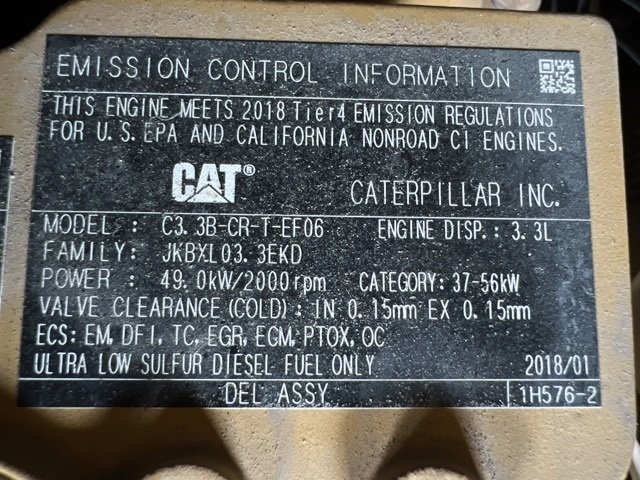 EMISSION CONTROL INFORMATION
THIS ENGINE MEETS 2018 Tier4 EMISSION REGULATIONS
FOR U.S.EPA AND CALIFORNIA NONROAD CI ENGINES.
CAT® CATERPILLAR INC.
MODEL : C3.3B-CR-T-EF06 ENGINE DISP.: 3.3L
FAMILY: JKBXL03.3EKD
POWER : 49.0kW/2000rpm CATEGORY: 37-56kW
VALVE CLEARANCE(COLD): IN 0.15mm EX 0.15mm
ECS: EM, DFI, TC, EGR, ECM, PTOX, OC
ULTRA LOW SULFUR DIESEL FUEL ONLY 2018/01
DEL ASSY 1H576-2